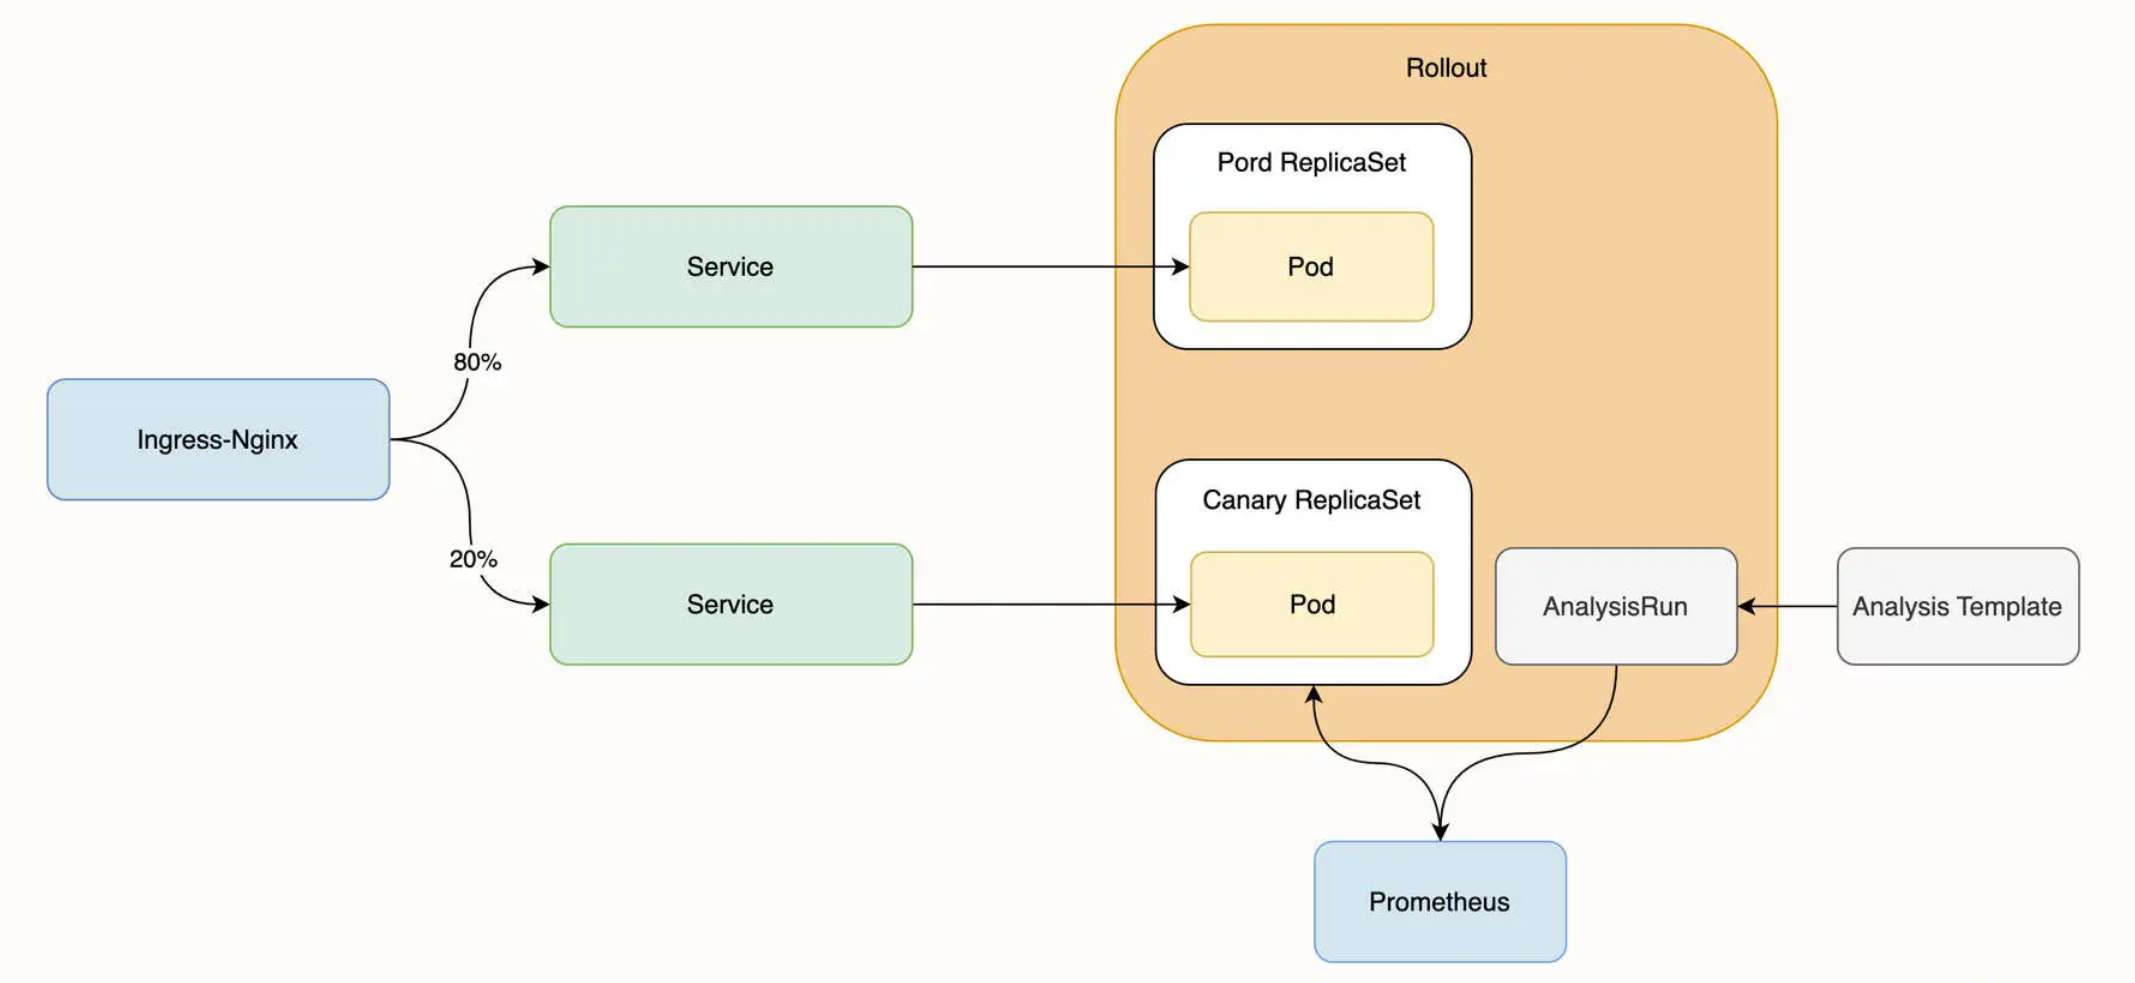 Rollout
Pord ReplicaSet
Service
Pod
80%
Ingress-Nginx
Canary ReplicaSet
20%
Service
Pod
AnalysisRun
Analysis Template
Prometheus